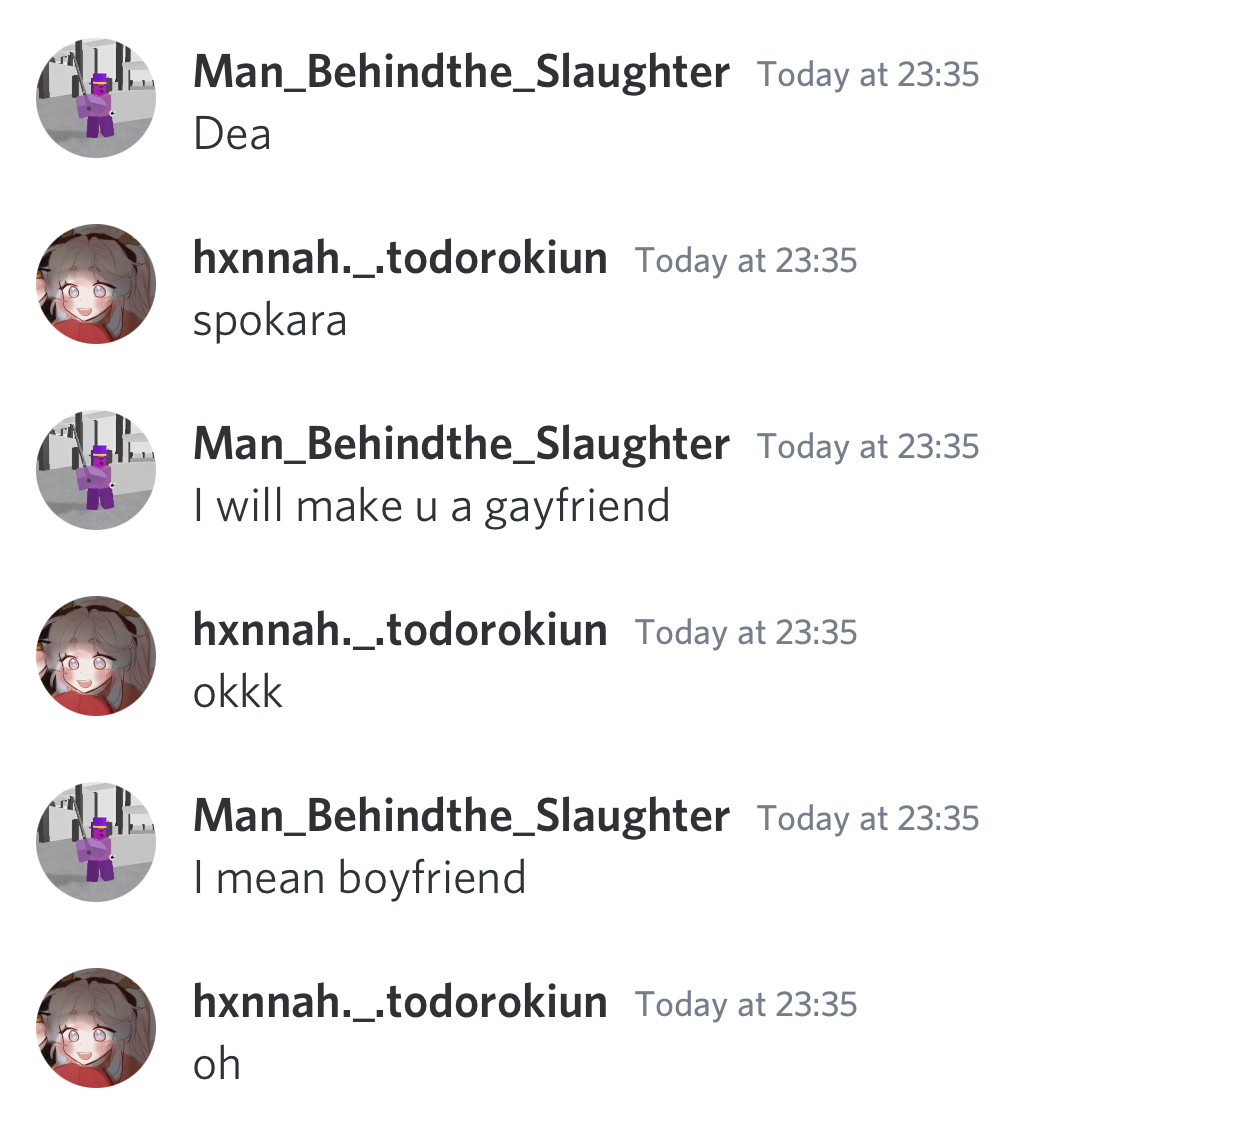 Man_Behindthe_Slaughter Today at 23:35
Dea
hxnnah._.todorokiun Today at 23:35
spokara
Man_Behindthe_Slaughter Today at 23:35
I will make u a gayfriend
hxnnah._.todorokiun Today at 23:35
okkk
Man_Behindthe_Slaughter Today at 23:35
I mean boyfriend
hxnnah._.todorokiun Today at 23:35
oh